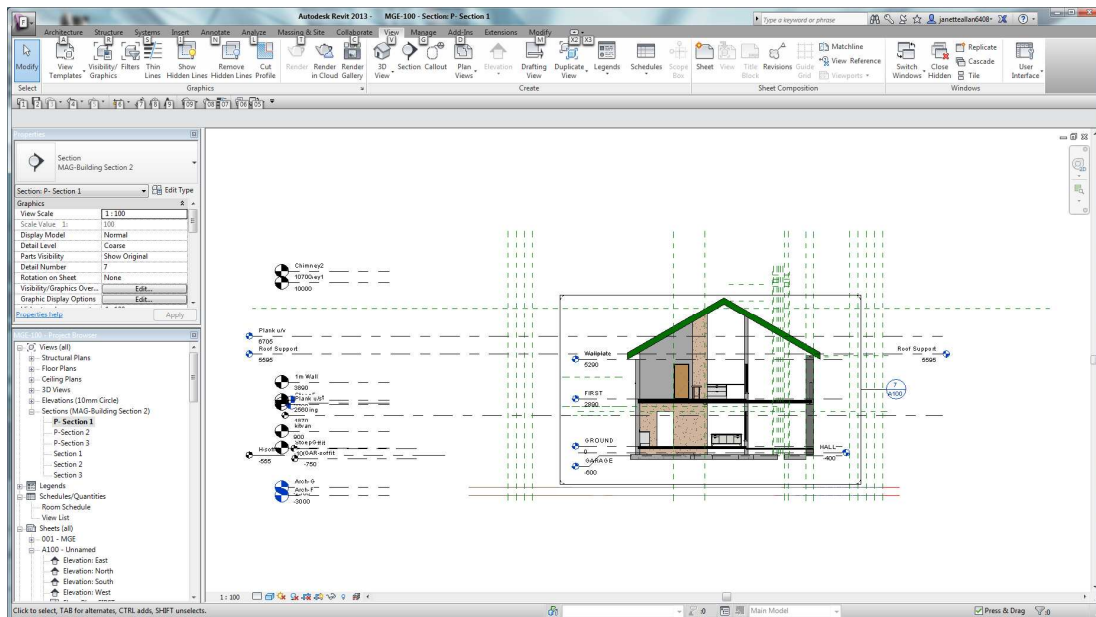 Autodesk Revit 2013 - MGE-100 - Section: P- Section 1
Type a keyword or phrase
janetteallan6408
Architecture Structure Systems Insert Annotate Analyze Massing & Site Collaborate View Manage Add-Ins Extensions Modify
Modify
View Templates
Visibility/ Graphics
Filters
Thin Lines
Show Hidden Lines
Remove Hidden Lines
Cut Profile
Render
Render in Cloud
Render Gallery
3D View
Section
Callout
Plan Views
Elevation
Drafting View
Duplicate View
Legends
Schedules
Scope Box
Sheet
View
Title Block
Revisions
Guide Grid
Matchline
View Reference
Viewports
Switch Windows
Close Hidden
Replicate
Cascade
Tile
User Interface
Select Graphics Create Sheet Composition Windows
Properties
Section
MAG-Building Section 2
Section: P- Section 1 Edit Type
Graphics
View Scale 1 : 100
Scale Value 1: 100
Display Model Normal
Detail Level Coarse
Parts Visibility Show Original
Detail Number 7
Rotation on Sheet None
Visibility/Graphics Over... Edit...
Graphic Display Options Edit...
Properties help Apply
MGE-100 - Project Browser
Views (all)
Structural Plans
Floor Plans
Ceiling Plans
3D Views
Elevations (10mm Circle)
Sections (MAG-Building Section 2)
P- Section 1
P-Section 2
P-Section 3
Section 1
Section 2
Section 3
Legends
Schedules/Quantities
Room Schedule
View List
Sheets (all)
001 - MGE
A100 - Unnamed
Elevation: East
Elevation: North
Elevation: South
Elevation: West
Chimney2
10000
Plank u/v
6705
Roof Support
5595
1m Wall
3890
Plank
900
-565
-750
Arch-G
Arch-F
-3000
Wallplate
5290
FIRST
2890
GROUND
0
GARAGE
-600
HALL
-400
Roof Support
5595
7
A100
1 : 100
Click to select, TAB for alternates, CTRL adds, SHIFT unselects.
:0
Main Model
Press & Drag
:0